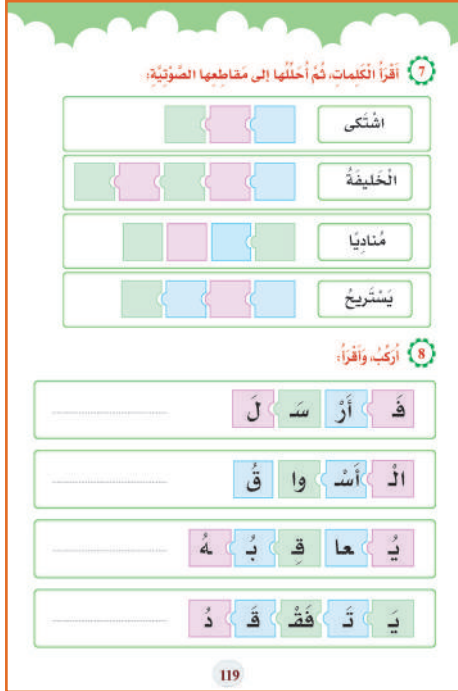 7 أَقْرَأُ الْكَلِماتِ، ثُمَّ أُحَلِّلُها إِلى مَقاطِعِها الصَّوْتِيَّةِ:
اشْتَكى
الْخَليفَةُ
مُنادِيًا
يَسْتَريحُ
8 أُرَكِّبُ، وَأَقْرَأُ:
فَـ أَرْ سَـ لَ ........................
الْـ أَسْـ وا قُ ........................
يُـ عا قِـ بُـ هُ ........................
يَـ تَـ فَقْـ قَـ دُ ........................
119